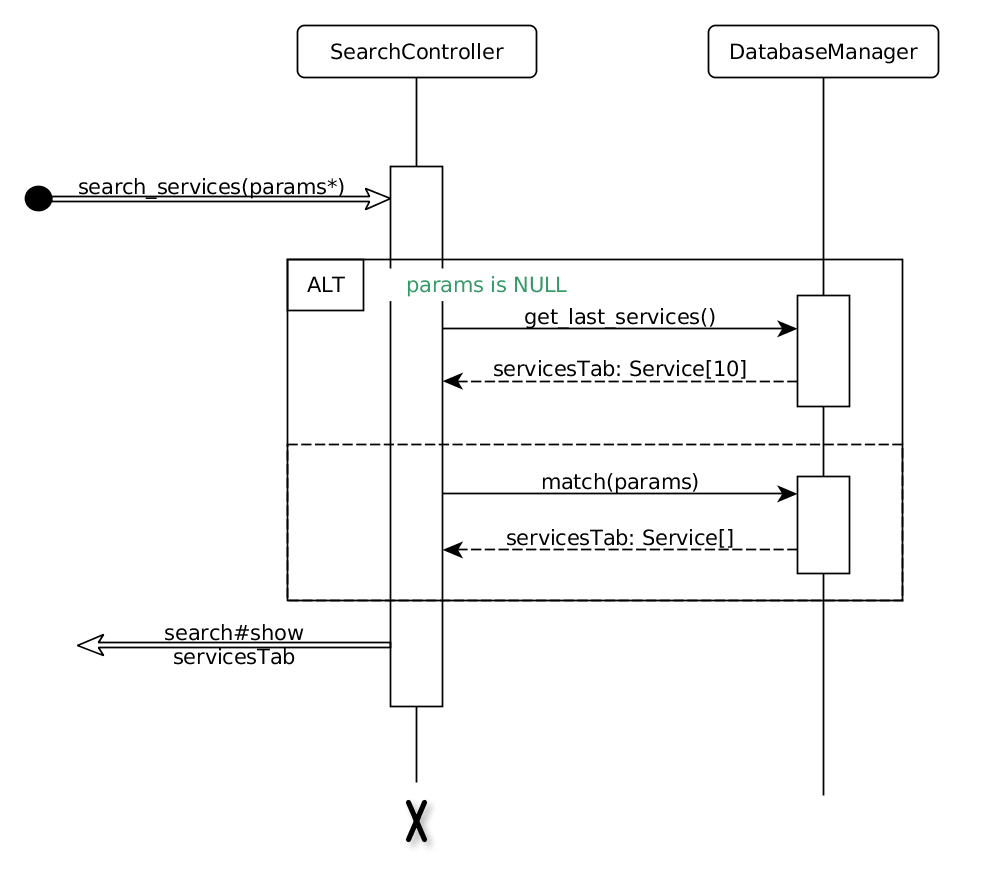 SearchController
DatabaseManager
search_services(params*)
ALT
params is NULL
get_last_services()
servicesTab: Service[10]
match(params)
servicesTab: Service[]
search#show
servicesTab